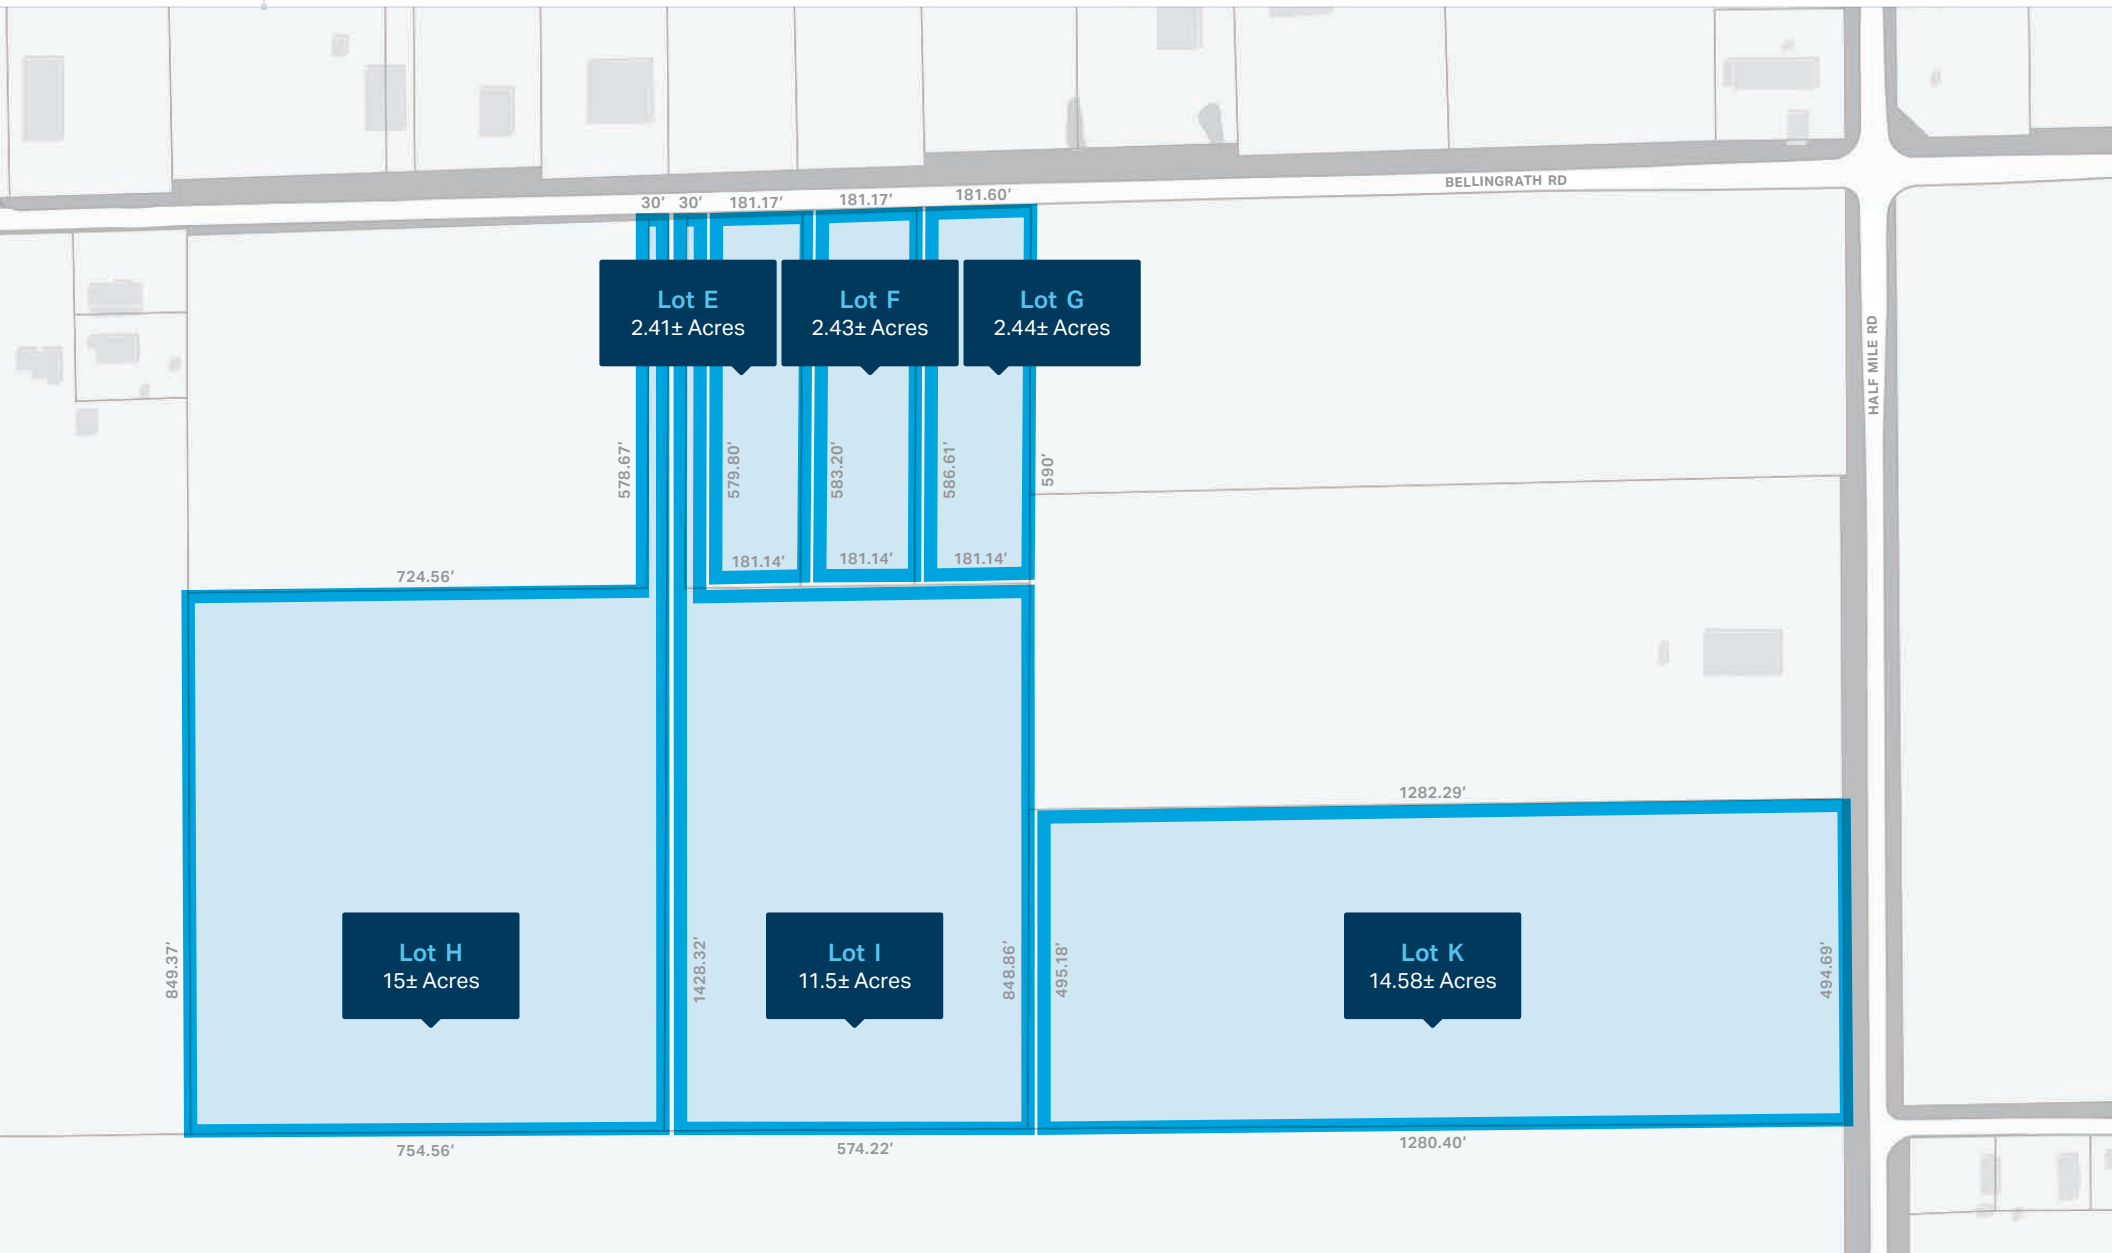 BELLINGRATH RD
30′ 30′ 181.17′ 181.17′ 181.60′
Lot E
2.41± Acres
Lot F
2.43± Acres
Lot G
2.44± Acres
HALF MILE RD
578.67′
579.80′
583.20′
586.61′
590′
181.14′ 181.14′ 181.14′
724.56′
1282.29′
849.37′
Lot H
15± Acres
1428.32′
Lot I
11.5± Acres
848.86′
495.18′
Lot K
14.58± Acres
494.69′
754.56′
574.22′
1280.40′